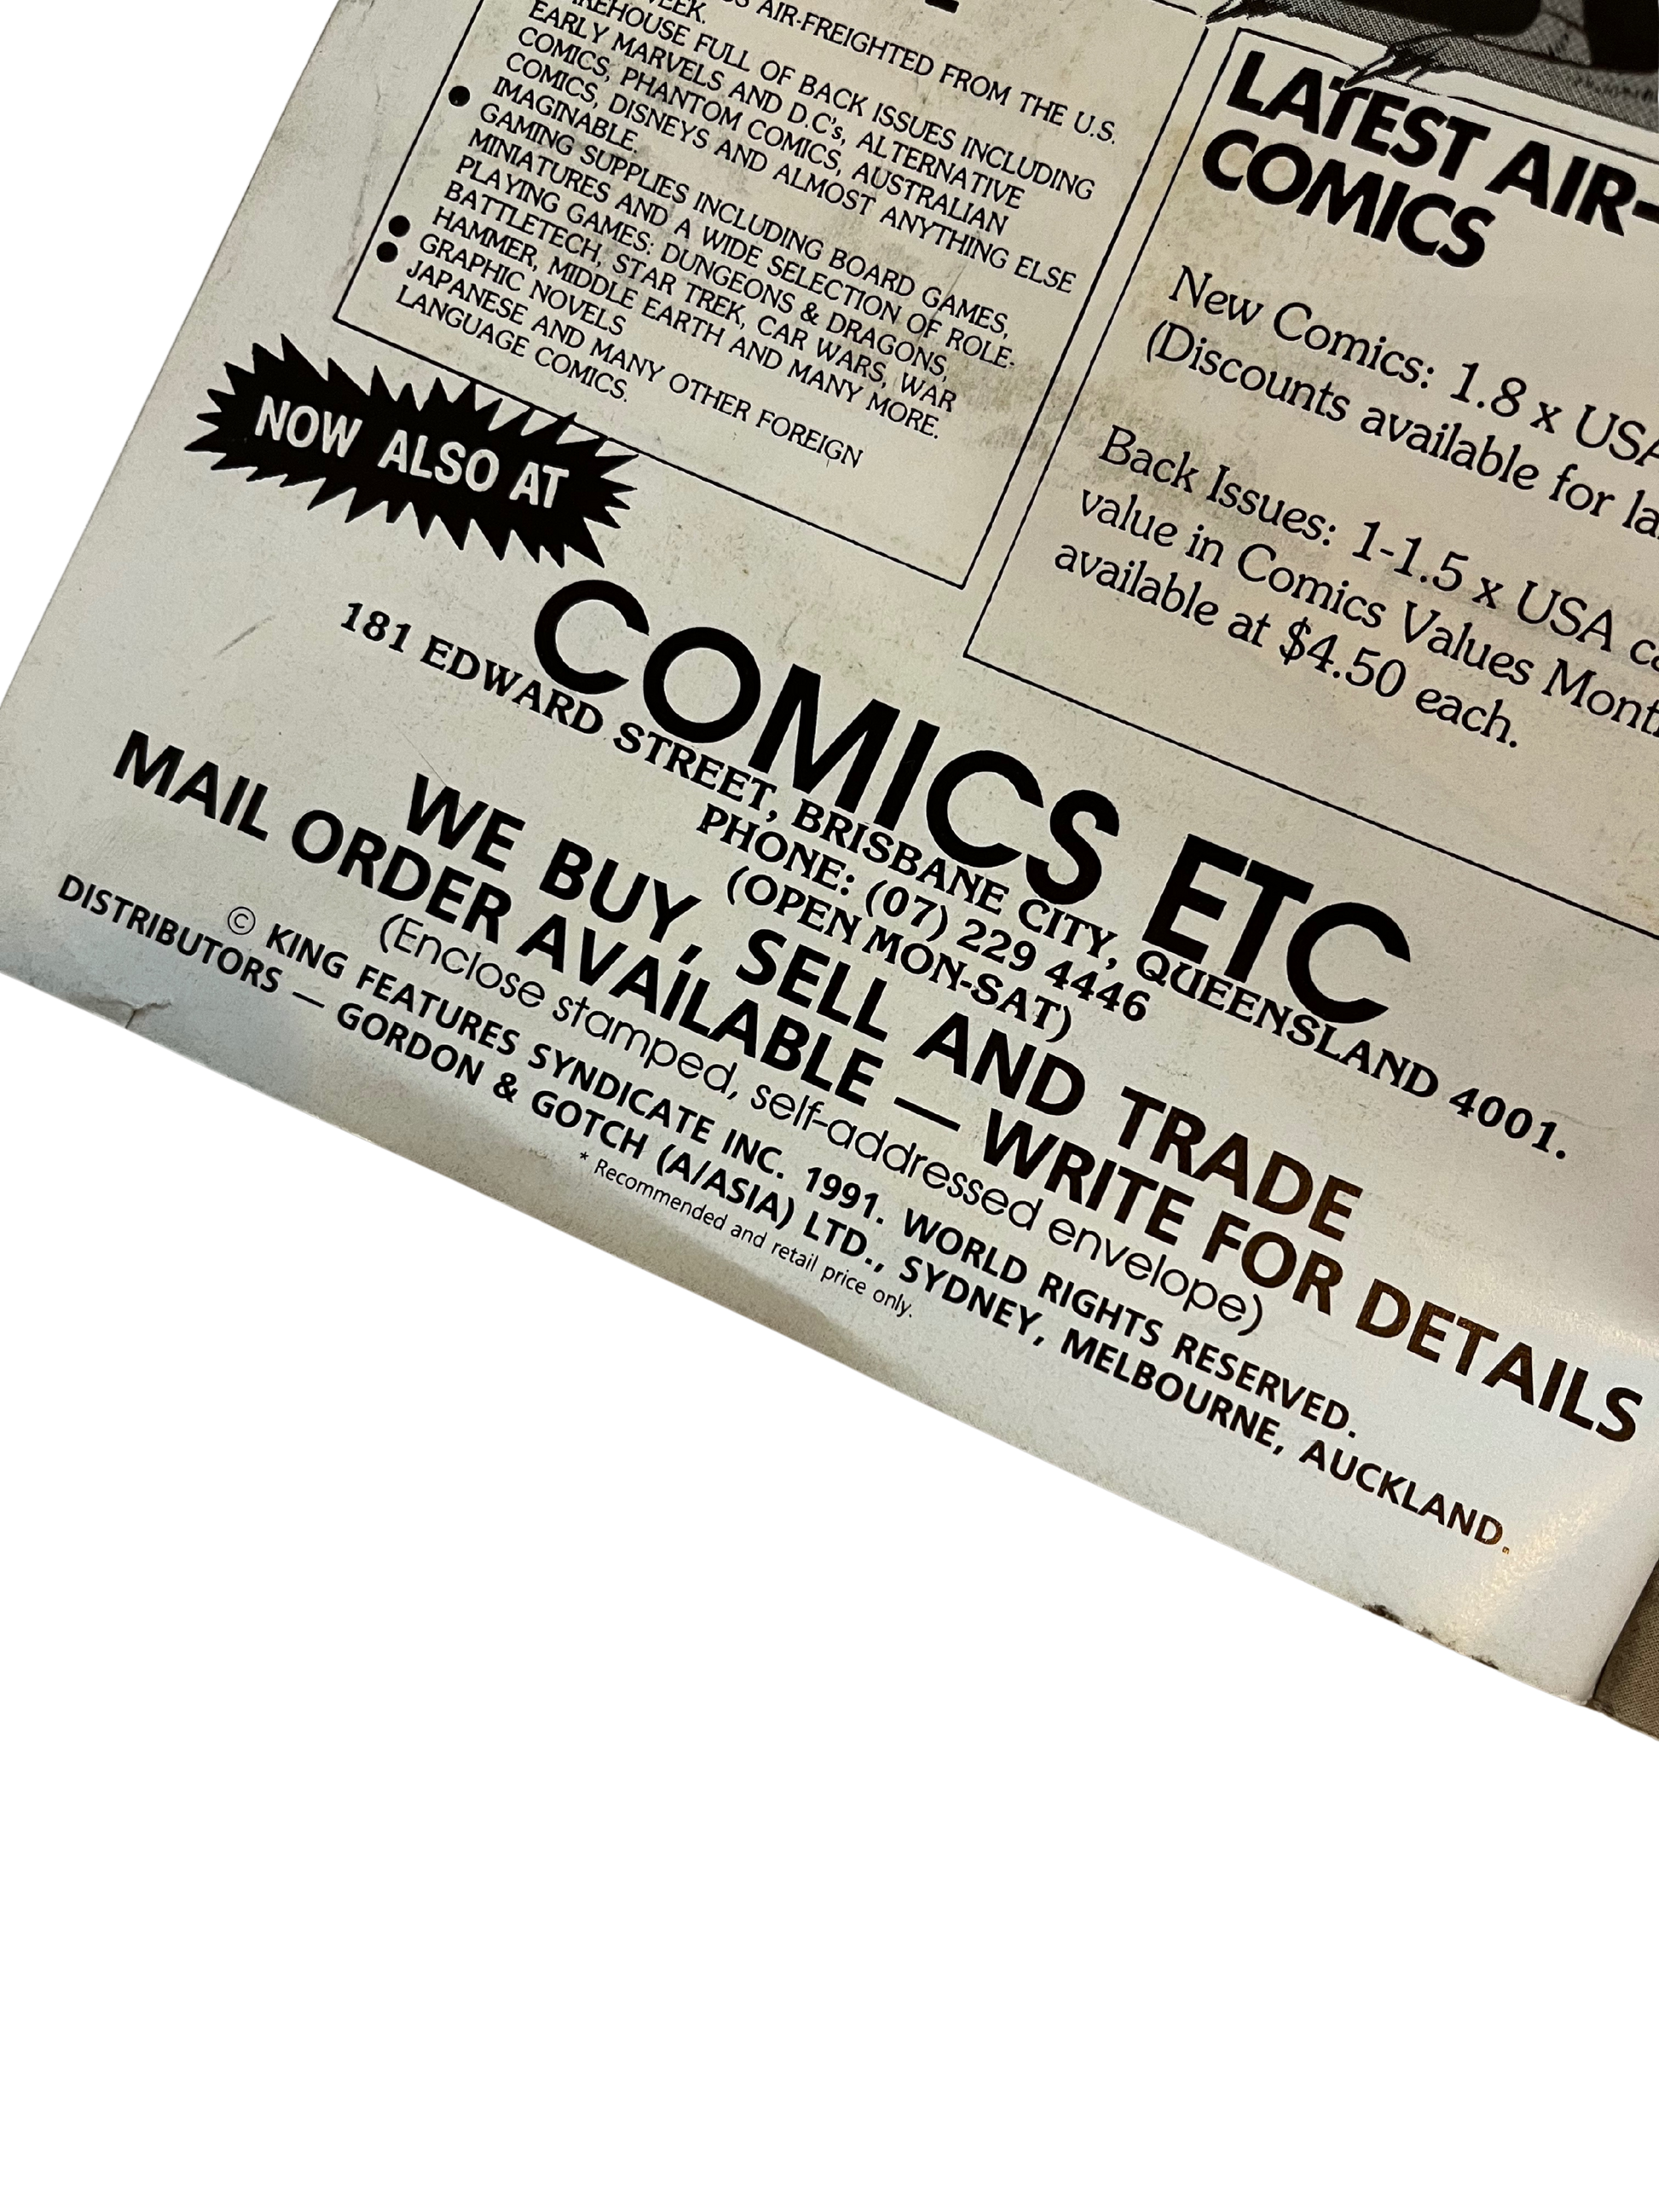 AIR-FREIGHTED FROM THE U.S.
WEEK.
FULL OF BACK ISSUES INCLUDING
EARLY MARVELS AND D.C's, ALTERNATIVE
COMICS, PHANTOM COMICS, AUSTRALIAN
COMICS, DISNEYS AND ALMOST ANYTHING ELSE
IMAGINABLE.
● GAMING SUPPLIES INCLUDING BOARD GAMES,
MINIATURES AND A WIDE SELECTION OF ROLE-
PLAYING GAMES: DUNGEONS & DRAGONS,
BATTLETECH, STAR TREK, CAR WARS, WAR
HAMMER, MIDDLE EARTH AND MANY MORE.
● GRAPHIC NOVELS
● JAPANESE AND MANY OTHER FOREIGN
LANGUAGE COMICS.
LATEST AIR-
COMICS
New Comics: 1.8 x USA
(Discounts available for
Back Issues: 1-1.5 x USA
value in Comics Values
available at $4.50 each.
NOW ALSO AT
COMICS ETC
181 EDWARD STREET, BRISBANE CITY, QUEENSLAND 4001.
PHONE: (07) 229 4446
(OPEN MON-SAT)
WE BUY, SELL AND TRADE
MAIL ORDER AVAILABLE — WRITE FOR DETAILS
(Enclose stamped, self-addressed envelope)
© KING FEATURES SYNDICATE INC. 1991. WORLD RIGHTS RESERVED.
DISTRIBUTORS — GORDON & GOTCH (A/ASIA) LTD., SYDNEY, MELBOURNE, AUCKLAND.
* Recommended and retail price only.